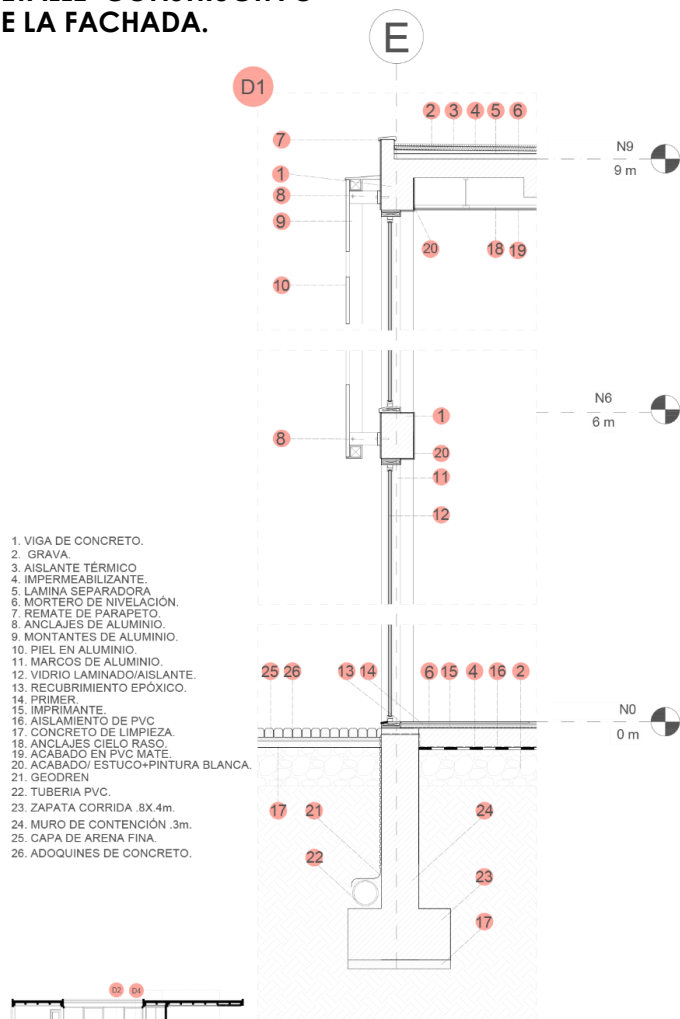 E LA FACHADA.
E
D1
2 3 4 5 6
7
N9
1
9 m
8
9
20 18 19
10
N6
1
6 m
8
20
11
12
1. VIGA DE CONCRETO.
2. GRAVA.
3. AISLANTE TÉRMICO
4. IMPERMEABILIZANTE.
5. LAMINA SEPARADORA
6. MORTERO DE NIVELACIÓN.
7. REMATE DE PARAPETO.
8. ANCLAJES DE ALUMINIO.
9. MONTANTES DE ALUMINIO.
10. PIEL EN ALUMINIO.
11. MARCOS DE ALUMINIO.
12. VIDRIO LAMINADO/AISLANTE.
13. RECUBRIMIENTO EPÓXICO.
14. PRIMER.
15. IMPRIMANTE.
16. AISLAMIENTO DE PVC
17. CONCRETO DE LIMPIEZA.
18. ANCLAJES CIELO RASO.
19. ACABADO EN PVC MATE.
20. ACABADO/ ESTUCO+PINTURA BLANCA.
21. GEODREN
22. TUBERIA PVC.
23. ZAPATA CORRIDA .8X.4m.
24. MURO DE CONTENCIÓN .3m.
25. CAPA DE ARENA FINA.
26. ADOQUINES DE CONCRETO.
25 26 13 14 6 15 4 16 2
N0
0 m
17 21 24
22
23
17
D2 D4